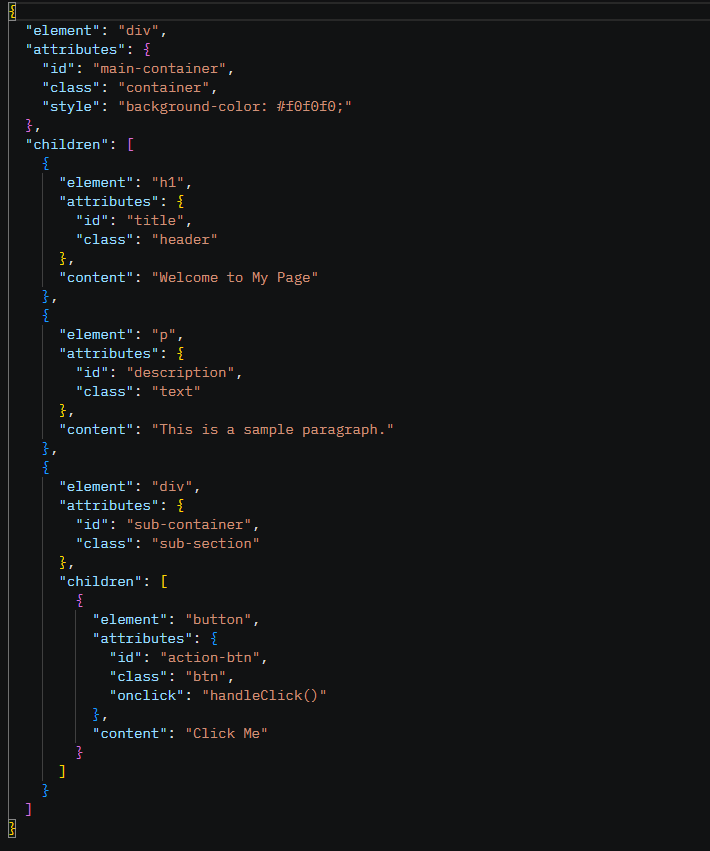 {
  "element": "div",
  "attributes": {
    "id": "main-container",
    "class": "container",
    "style": "background-color: #f0f0f0;"
  },
  "children": [
    {
      "element": "h1",
      "attributes": {
        "id": "title",
        "class": "header"
      },
      "content": "Welcome to My Page"
    },
    {
      "element": "p",
      "attributes": {
        "id": "description",
        "class": "text"
      },
      "content": "This is a sample paragraph."
    },
    {
      "element": "div",
      "attributes": {
        "id": "sub-container",
        "class": "sub-section"
      },
      "children": [
        {
          "element": "button",
          "attributes": {
            "id": "action-btn",
            "class": "btn",
            "onclick": "handleClick()"
          },
          "content": "Click Me"
        }
      ]
    }
  ]
}